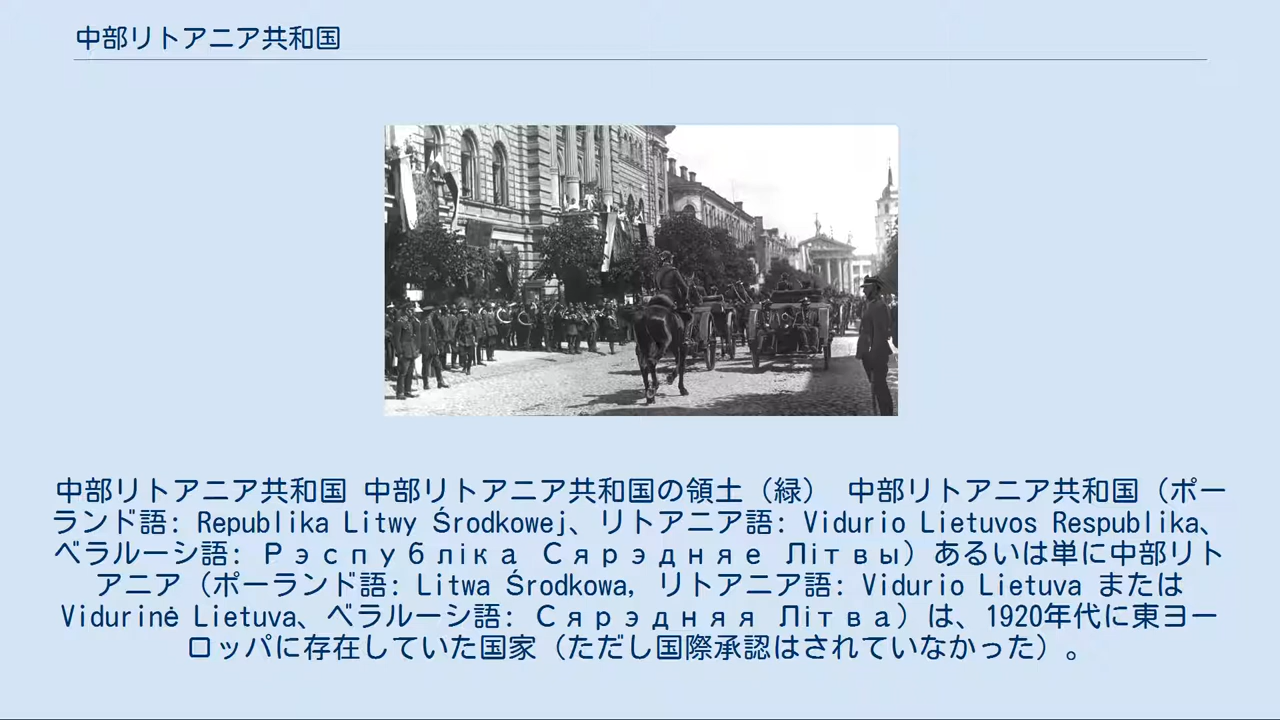 中部リトアニア共和国
中部リトアニア共和国 中部リトアニア共和国の領土（緑） 中部リトアニア共和国（ポー
ランド語: Republika Litwy Środkowej、リトアニア語: Vidurio Lietuvos Respublika、
ベラルーシ語: Рэспубліка Сярэдняе Літвы）あるいは単に中部リト
アニア（ポーランド語: Litwa Środkowa, リトアニア語: Vidurio Lietuva または
Vidurinė Lietuva、ベラルーシ語: Сярэдняя Літва）は、1920年代に東ヨー
ロッパに存在していた国家（ただし国際承認はされていなかった）。